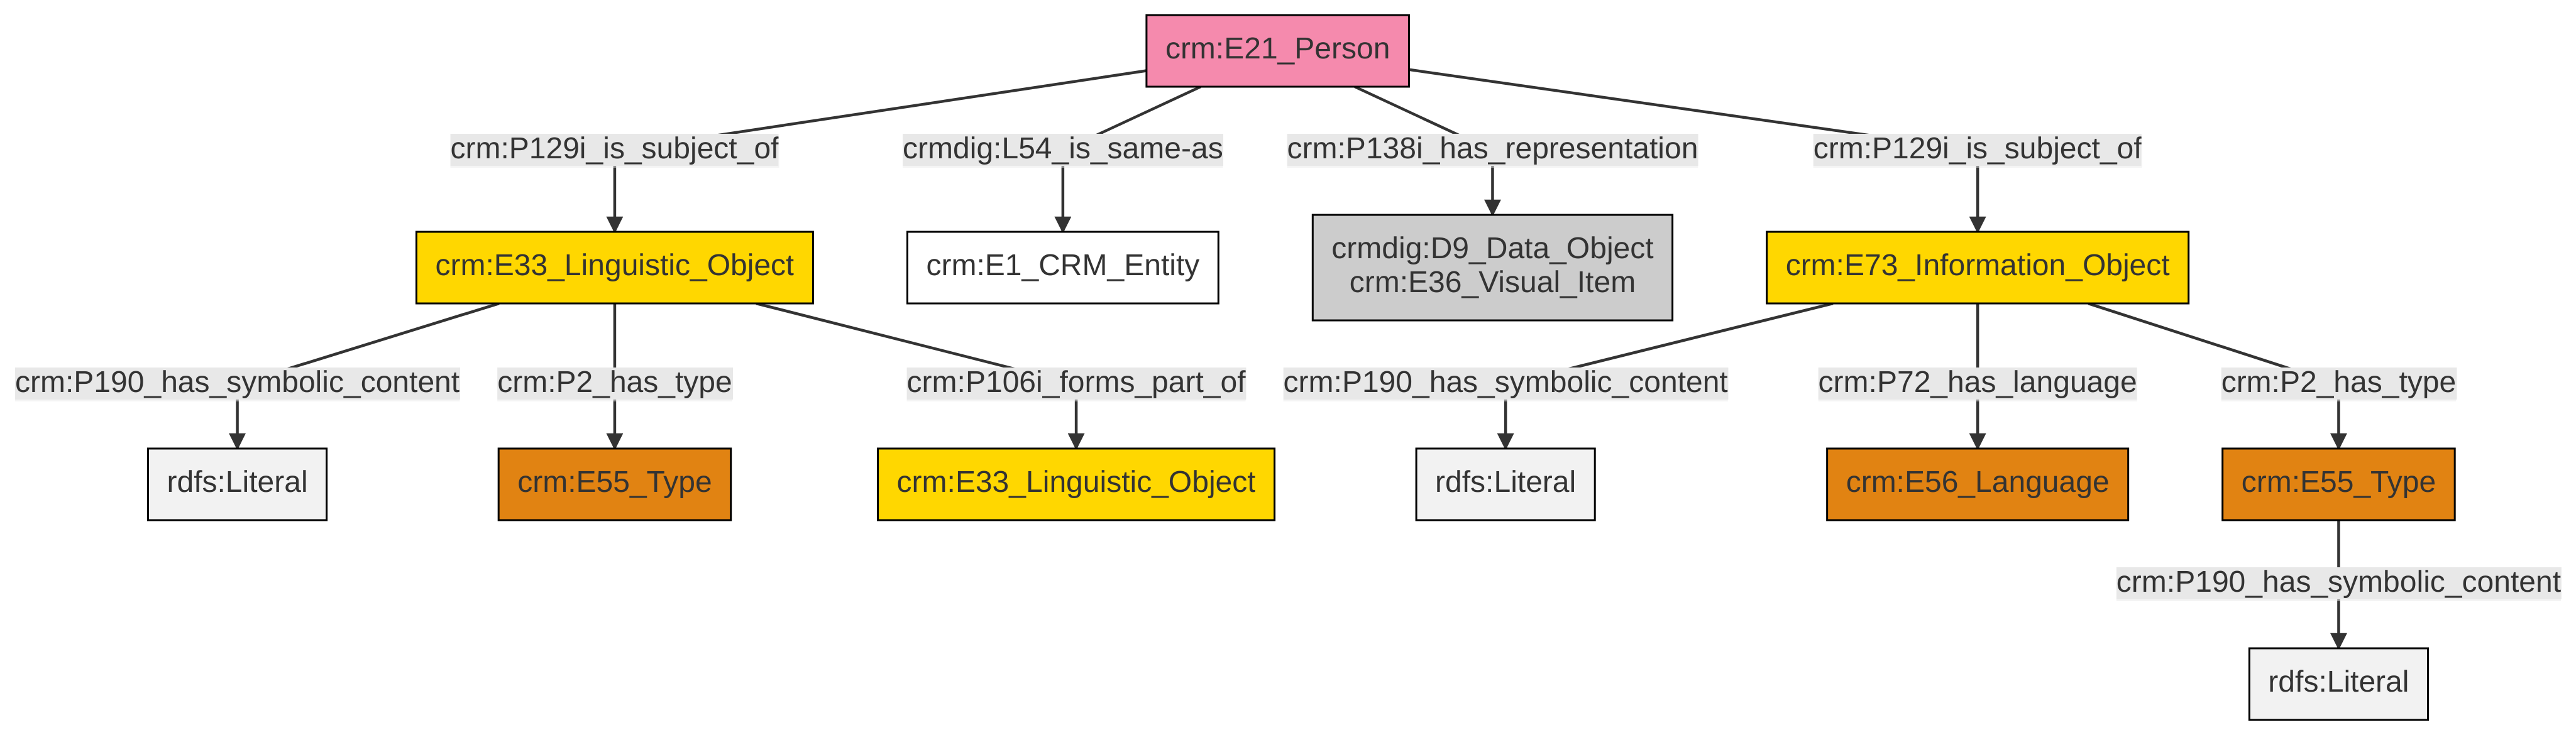 crm:E21_Person
crm:P129i_is_subject_of
crmdig:L54_is_same-as
crm:P138i_has_representation
crm:P129i_is_subject_of
crm:E33_Linguistic_Object
crm:E1_CRM_Entity
crmdig:D9_Data_Object
crm:E36_Visual_Item
crm:E73_Information_Object
crm:P190_has_symbolic_content
crm:P2_has_type
crm:P106i_forms_part_of
crm:P190_has_symbolic_content
crm:P72_has_language
crm:P2_has_type
rdfs:Literal
crm:E55_Type
crm:E33_Linguistic_Object
rdfs:Literal
crm:E56_Language
crm:E55_Type
crm:P190_has_symbolic_content
rdfs:Literal